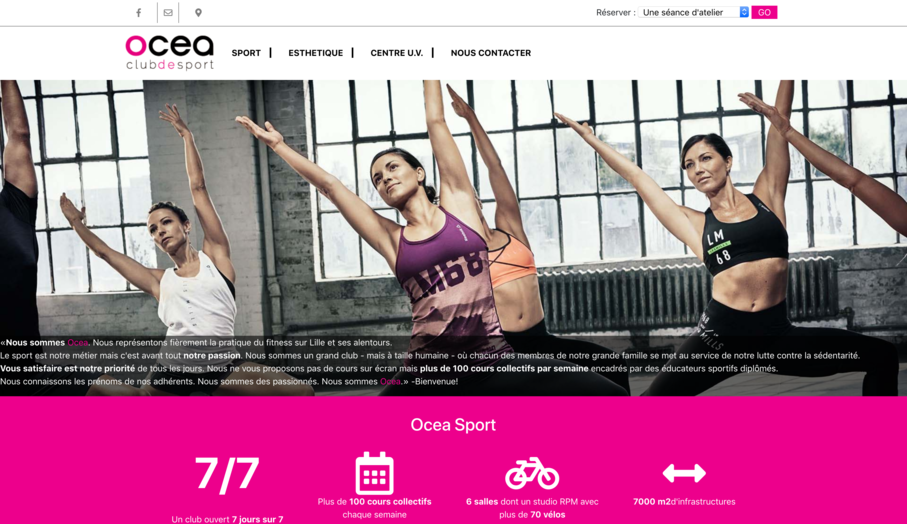 Réserver : Une séance d'atelier GO
ocea
clubdesport
SPORT | ESTHETIQUE | CENTRE U.V. | NOUS CONTACTER
LM
68
M68
«Nous sommes Ocea. Nous représentons fièrement la pratique du fitness sur Lille et ses alentours.
Le sport est notre métier mais c'est avant tout notre passion. Nous sommes un grand club - mais à taille humaine - où chacun des membres de notre grande famille se met au service de notre lutte contre la sédentarité.
Vous satisfaire est notre priorité de tous les jours. Nous ne vous proposons pas de cours sur écran mais plus de 100 cours collectifs par semaine encadrés par des éducateurs sportifs diplômés.
Nous connaissons les prénoms de nos adhérents. Nous sommes des passionnés. Nous sommes Ocea.» -Bienvenue!
Ocea Sport
7/7
Un club ouvert 7 jours sur 7
Plus de 100 cours collectifs
chaque semaine
6 salles dont un studio RPM avec
plus de 70 vélos
7000 m2d'infrastructures